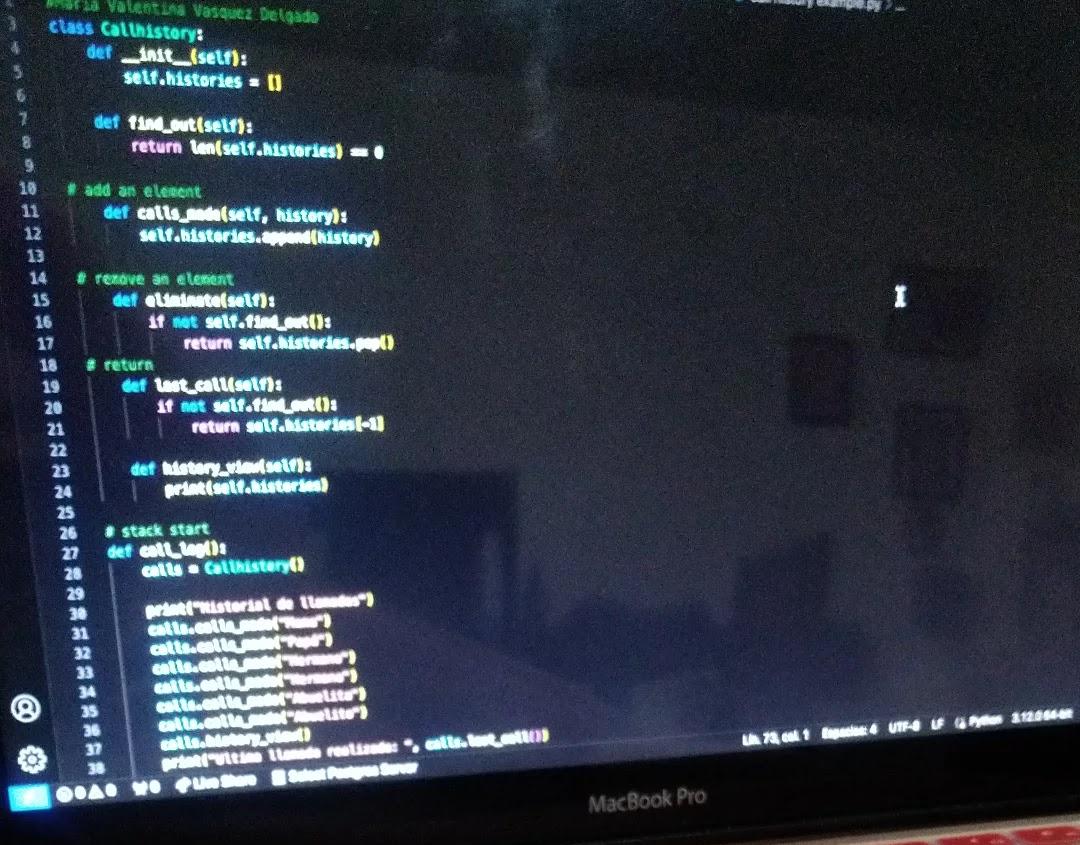 #Maria Valentina Vasquez Delgado
3 class Callhistory:
4 def __init__(self):
5 self.histories = []
6
7 def find_out(self):
8 return len(self.histories) == 0
9
10 # add an element
11 def calls_made(self, history):
12 self.histories.append(history)
13
14 # remove an element
15 def eliminate(self):
16 if not self.find_out():
17 return self.histories.pop()
18 # return
19 def last_call(self):
20 if not self.find_out():
21 return self.histories[-1]
22
23 def history_view(self):
24 print(self.histories)
25
26 # stack start
27 def call_log():
28 calls = Callhistory()
29
30 print("Historial de llamadas")
31 calls.calls_made("Mama")
32 calls.calls_made("Papá")
33 calls.calls_made("Hermano")
34 calls.calls_made("Hermana")
35 calls.calls_made("Abuelita")
36 calls.calls_made("Abuelito")
37 calls.history_view()
38 print("Ultima llamada realizada: ", calls.last_call())
0 0 0 Live Share Select Postgres Server
Lín. 73, col. 1 Espacios: 4 UTF-8 LF Python 3.12.0 64-bit
MacBook Pro